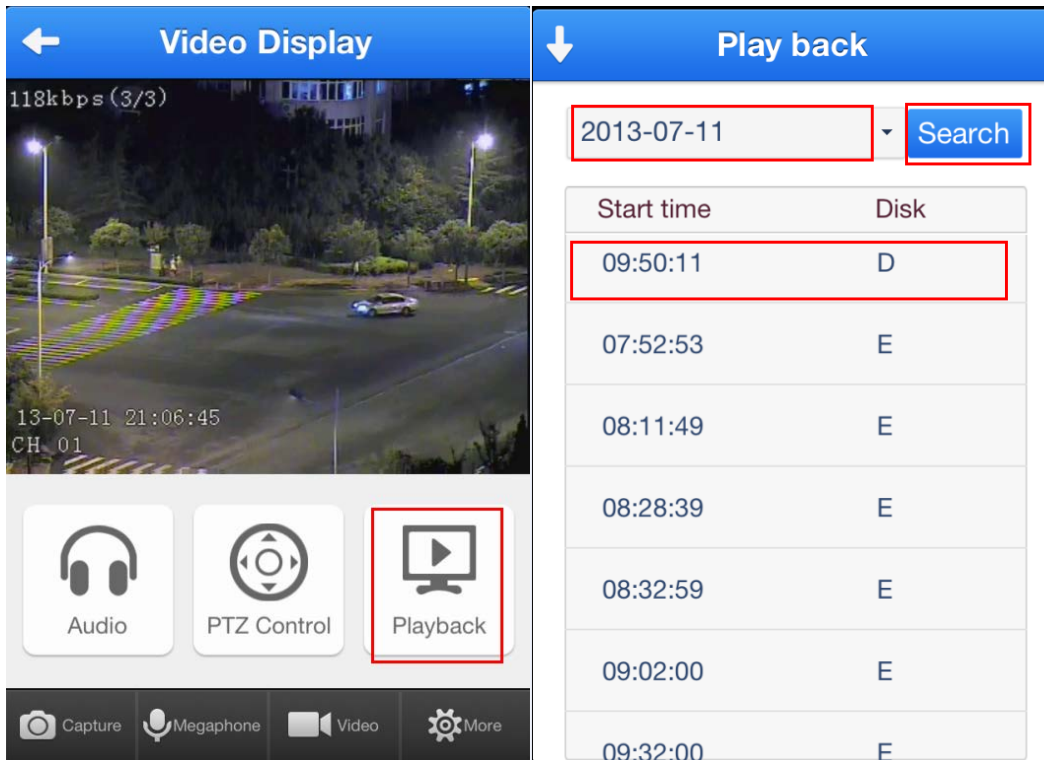 Video Display
118kbps(3/3)
13-07-11 21:06:45
CH 01
Audio
PTZ Control
Playback
Capture
Megaphone
Video
More
Play back
2013-07-11
Search
Start time Disk
09:50:11 D
07:52:53 E
08:11:49 E
08:28:39 E
08:32:59 E
09:02:00 E
09:32:00 E